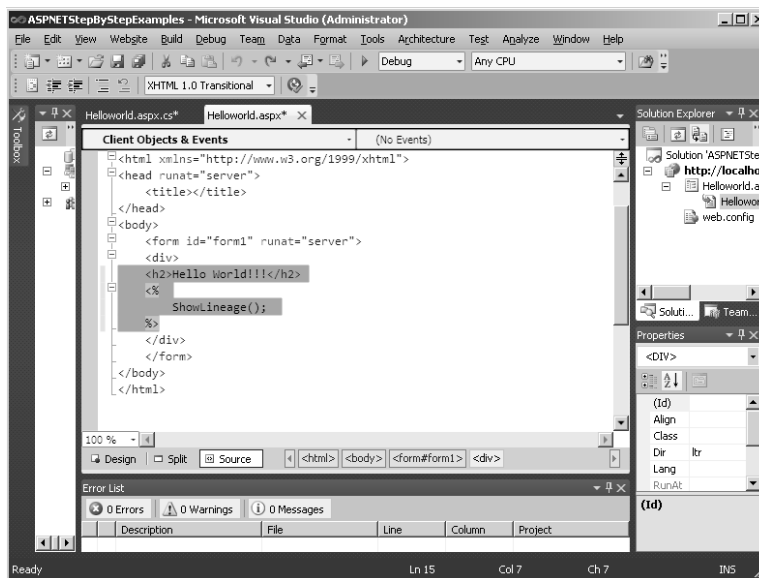 ASPNETStepByStepExamples - Microsoft Visual Studio (Administrator)
File Edit View Website Build Debug Team Data Format Tools Architecture Test Analyze Window Help
Debug Any CPU
XHTML 1.0 Transitional
Toolbox
Helloworld.aspx.cs* Helloworld.aspx* ×
Client Objects & Events (No Events)
<html xmlns="http://www.w3.org/1999/xhtml">
<head runat="server">
<title></title>
</head>
<body>
<form id="form1" runat="server">
<div>
<h2>Hello World!!!</h2>
<%
ShowLineage();
%>
</div>
</form>
</body>
</html>
100 %
Design Split Source <html> <body> <form#form1> <div>
Error List
0 Errors 0 Warnings 0 Messages
Description File Line Column Project
Solution Explorer
Solution 'ASPNETSte
http://localho
Helloworld.a
Hellowor
web.config
Soluti... Team...
Properties
<DIV>
(Id)
Align
Class
Dir ltr
Lang
RunAt
(Id)
Ready Ln 15 Col 7 Ch 7 INS